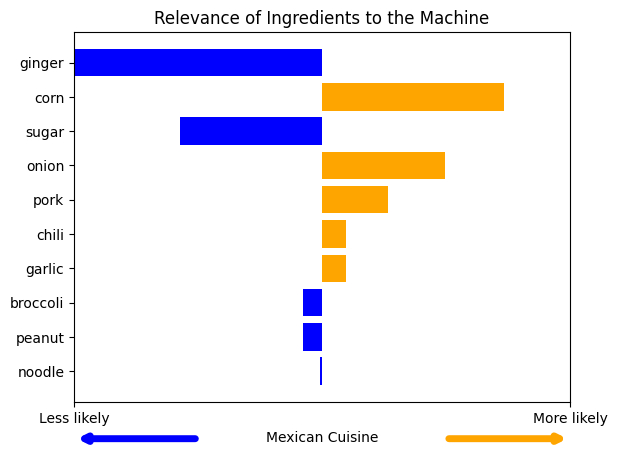 Relevance of Ingredients to the Machine
ginger
corn
sugar
onion
pork
chili
garlic
broccoli
peanut
noodle
Less likely
More likely
Mexican Cuisine